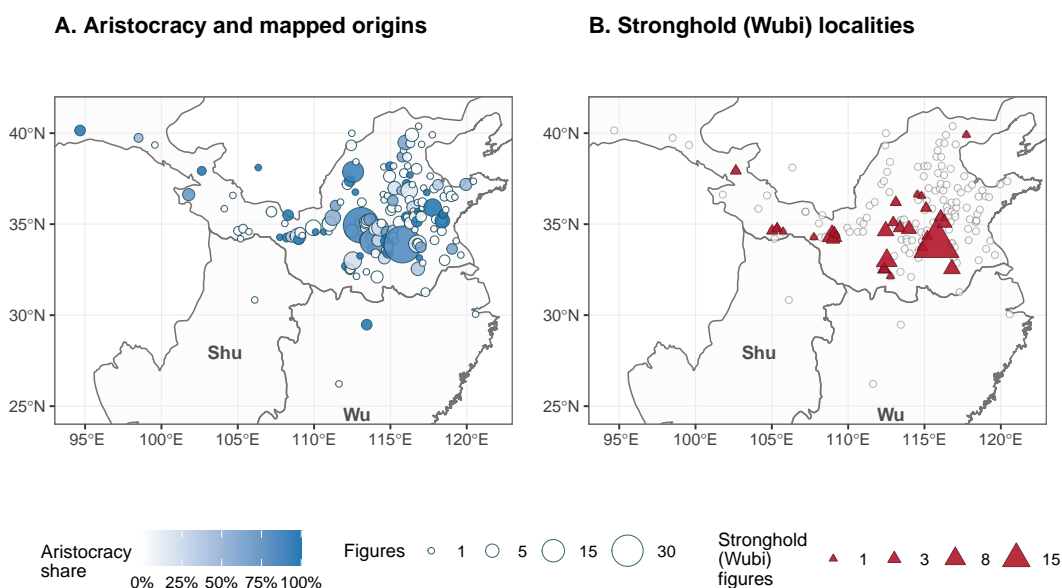 A. Aristocracy and mapped origins
B. Stronghold (Wubi) localities
40°N
35°N
30°N
25°N
95°E 100°E 105°E 110°E 115°E 120°E
Shu
Wu
40°N
35°N
30°N
25°N
95°E 100°E 105°E 110°E 115°E 120°E
Shu
Wu
Aristocracy
share
0% 25% 50% 75% 100%
Figures 1 5 15 30
Stronghold
(Wubi)
figures
1 3 8 15